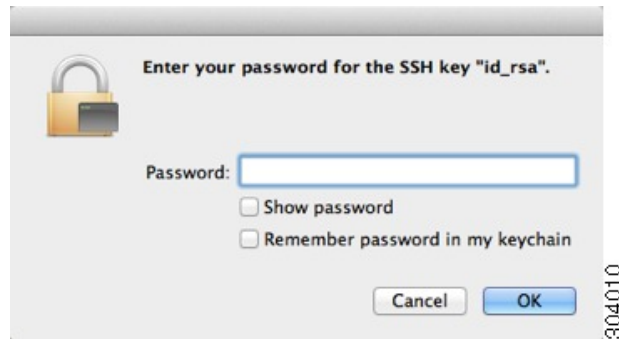 Enter your password for the SSH key "id_rsa".
Password:
Show password
Remember password in my keychain
Cancel
OK
304010